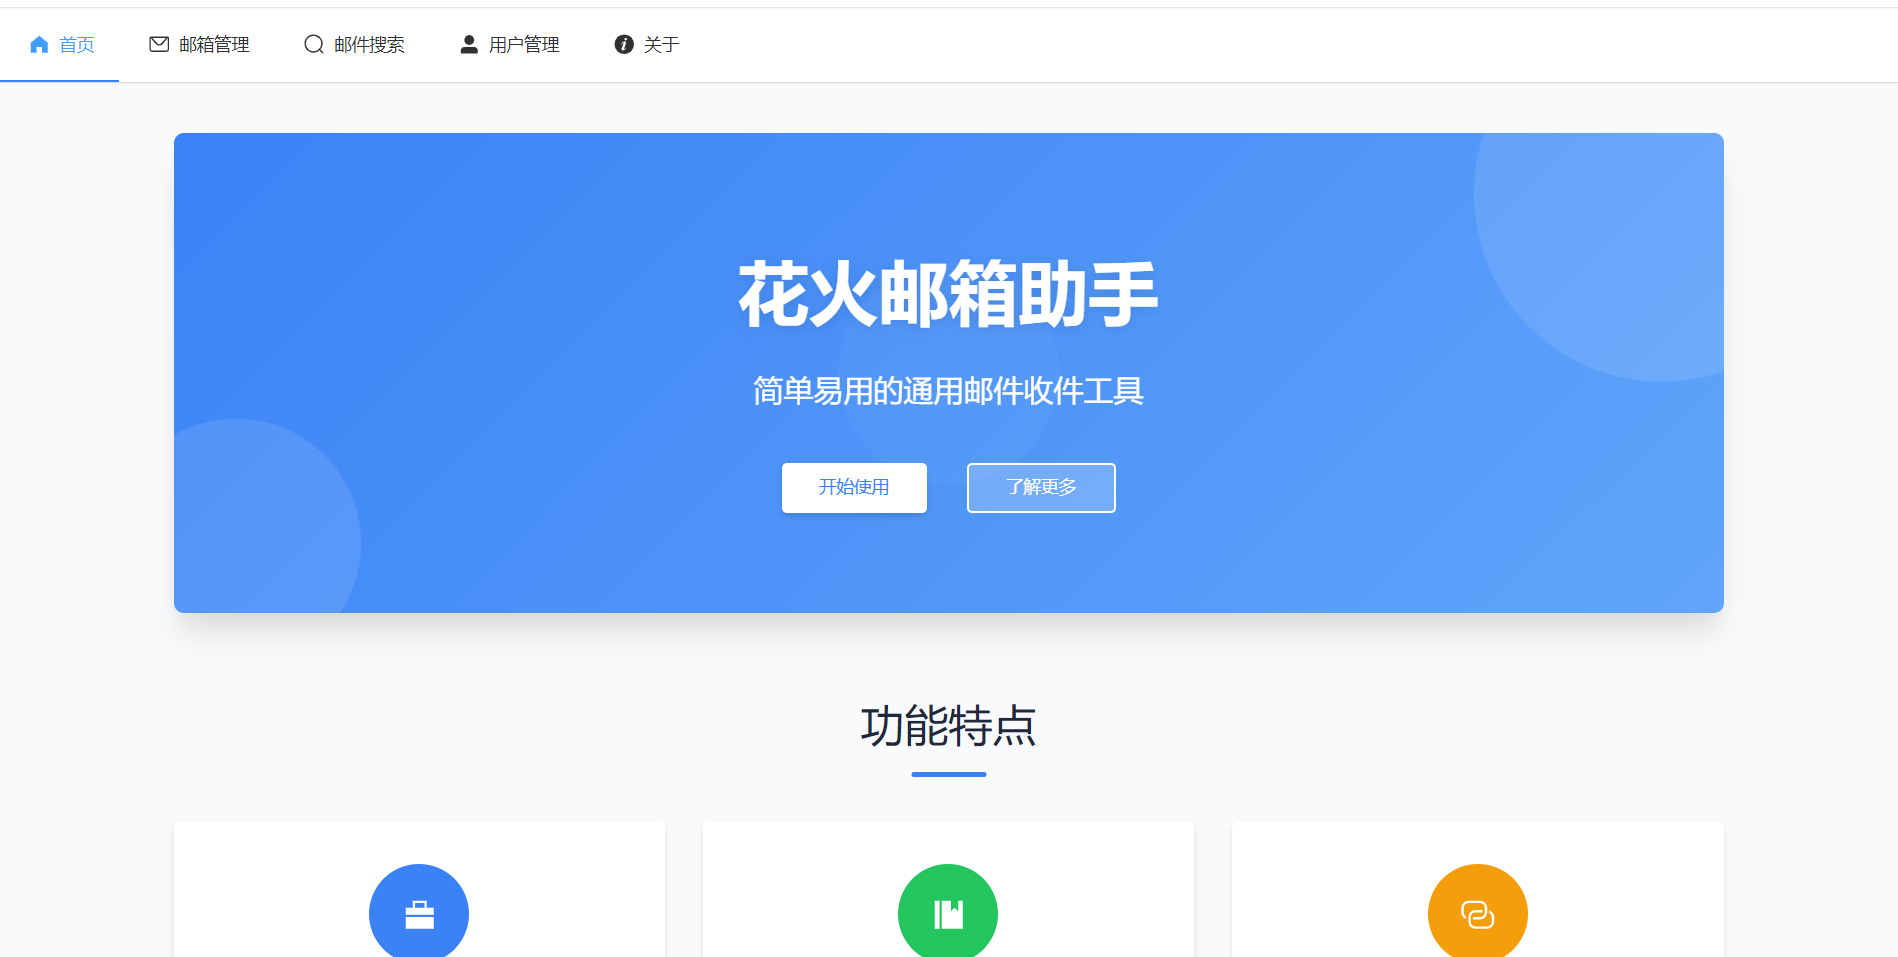 首页 邮箱管理 邮件搜索 用户管理 关于
花火邮箱助手
简单易用的通用邮件收件工具
开始使用 了解更多
功能特点